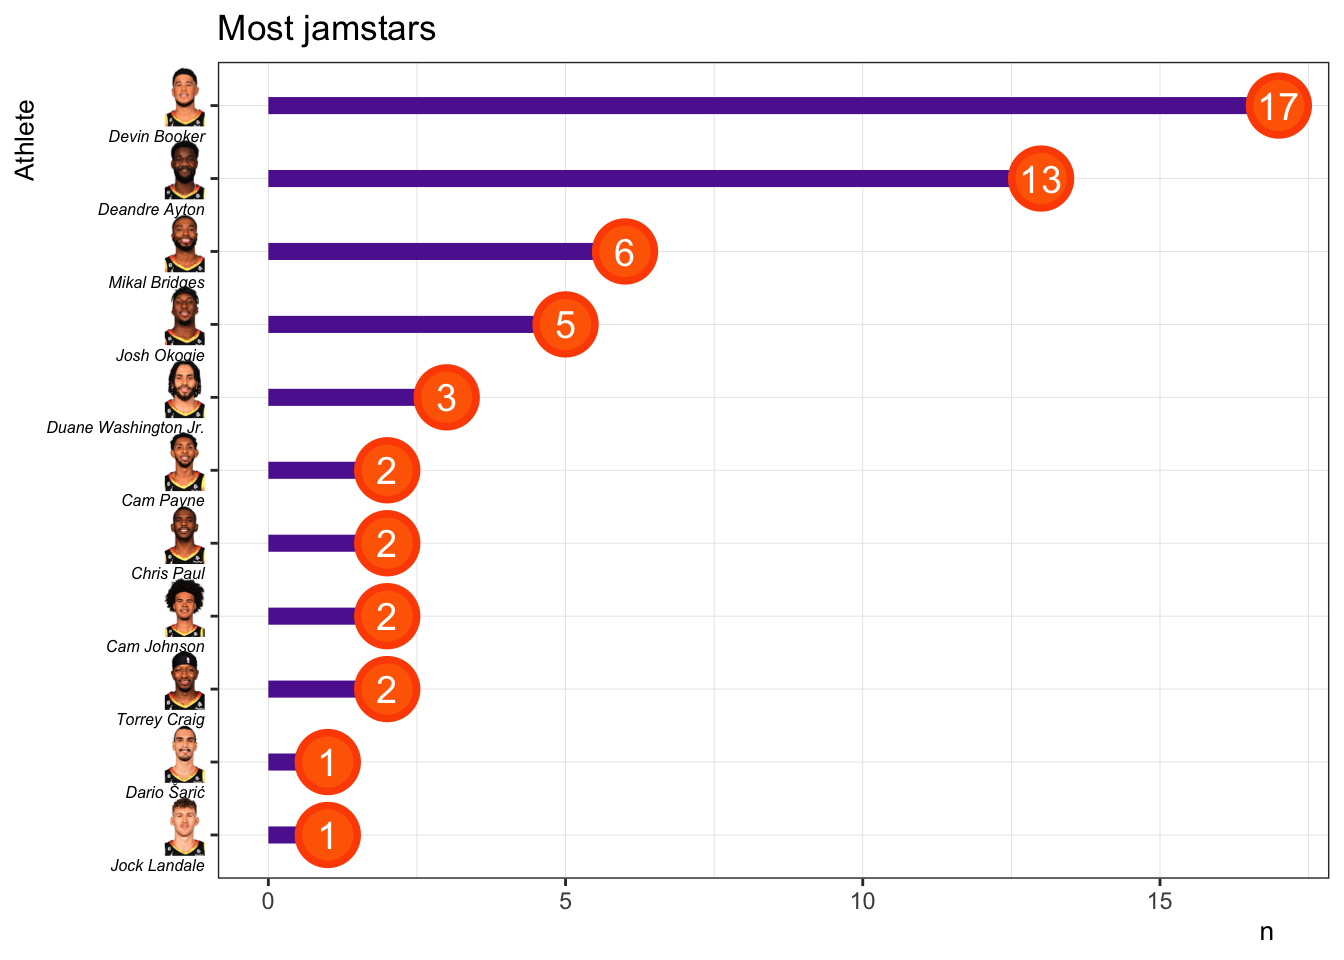 Most jamstars
Athlete
Devin Booker
17
Deandre Ayton
13
Mikal Bridges
6
Josh Okogie
5
Duane Washington Jr.
3
Cam Payne
2
Chris Paul
2
Cam Johnson
2
Torrey Craig
2
Dario Šarić
1
Jock Landale
1
0 5 10 15
n